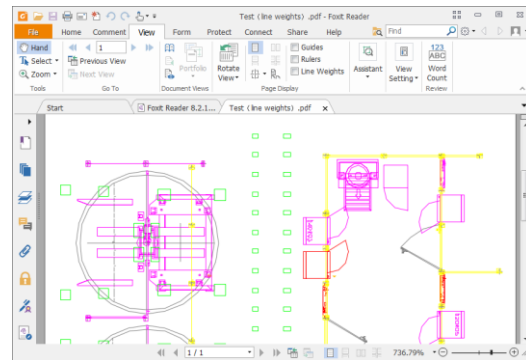 Test (line weights) .pdf - Foxit Reader
File Home Comment View Form Protect Connect Share Help Find
Hand
Select
Zoom
Tools
1
Previous View
Next View
Go To
Portfolio
Document Views
Rotate View
Guides
Rulers
Line Weights
Page Display
Assistant
View Setting
123
ABC
Word Count
Review
Start Foxit Reader 8.2.1... Test (line weights) .pdf x
1 / 1 736.79%